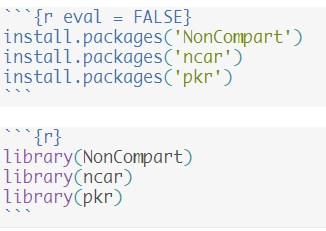 ```{r eval = FALSE}
install.packages('NonCompart')
install.packages('ncar')
install.packages('pkr')
```
```{r}
library(NonCompart)
library(ncar)
library(pkr)
```